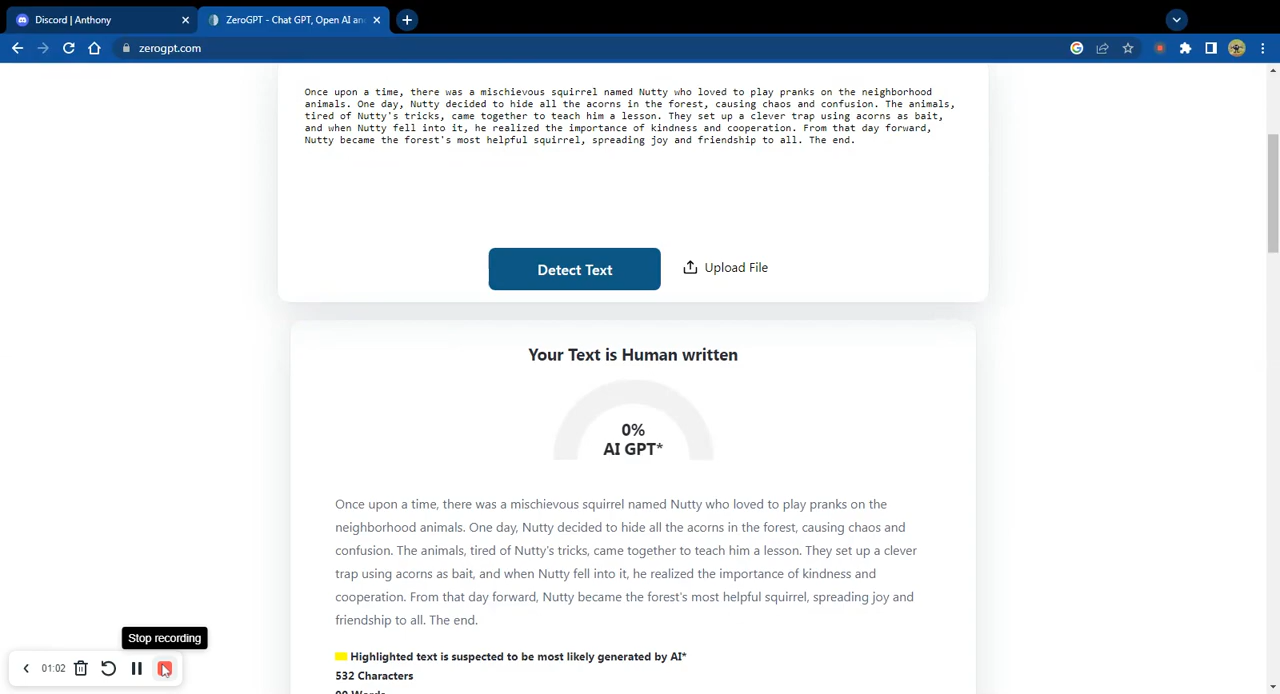 Discord | Anthony
ZeroGPT - Chat GPT, Open AI an
zerogpt.com
Once upon a time, there was a mischievous squirrel named Nutty who loved to play pranks on the neighborhood
animals. One day, Nutty decided to hide all the acorns in the forest, causing chaos and confusion. The animals,
tired of Nutty's tricks, came together to teach him a lesson. They set up a clever trap using acorns as bait,
and when Nutty fell into it, he realized the importance of kindness and cooperation. From that day forward,
Nutty became the forest's most helpful squirrel, spreading joy and friendship to all. The end.
Detect Text
Upload File
Your Text is Human written
0%
AI GPT*
Once upon a time, there was a mischievous squirrel named Nutty who loved to play pranks on the
neighborhood animals. One day, Nutty decided to hide all the acorns in the forest, causing chaos and
confusion. The animals, tired of Nutty's tricks, came together to teach him a lesson. They set up a clever
trap using acorns as bait, and when Nutty fell into it, he realized the importance of kindness and
cooperation. From that day forward, Nutty became the forest's most helpful squirrel, spreading joy and
friendship to all. The end.
Stop recording
Highlighted text is suspected to be most likely generated by AI*
01:02
532 Characters